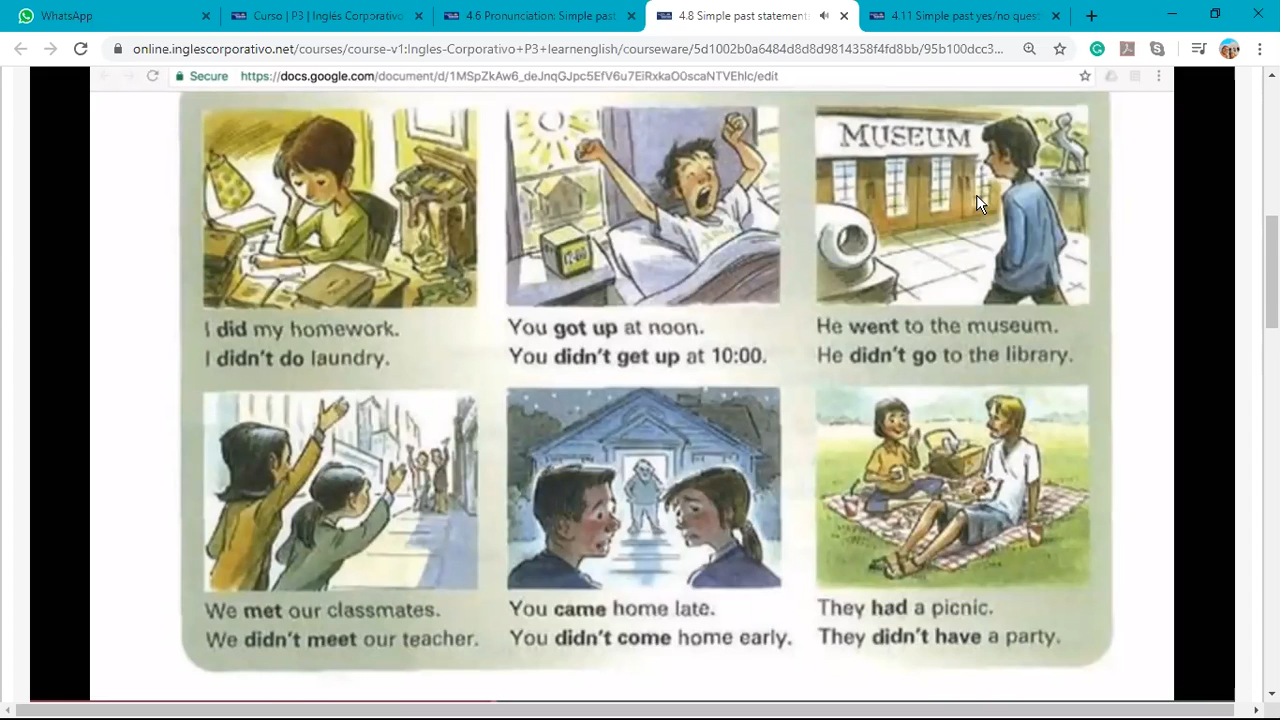 WhatsApp
Curso | P3 | Inglés Corporativo
4.6 Pronunciation: Simple past
4.8 Simple past statement
4.11 Simple past yes/no quest
online.inglescorporativo.net/courses/course-v1:Ingles-Corporativo+P3+learnenglish/courseware/5d1002b0a6484d8d8d9814358f4fd8bb/95b100dcc3...
Secure https://docs.google.com/document/d/1MSpZkAw6_deJnqGJpc5EfV6u7EiRxkaO0scaNTVEhlc/edit
MUSEUM
I did my homework.
I didn't do laundry.
You got up at noon.
You didn't get up at 10:00.
He went to the museum.
He didn't go to the library.
We met our classmates.
We didn't meet our teacher.
You came home late.
You didn't come home early.
They had a picnic.
They didn't have a party.